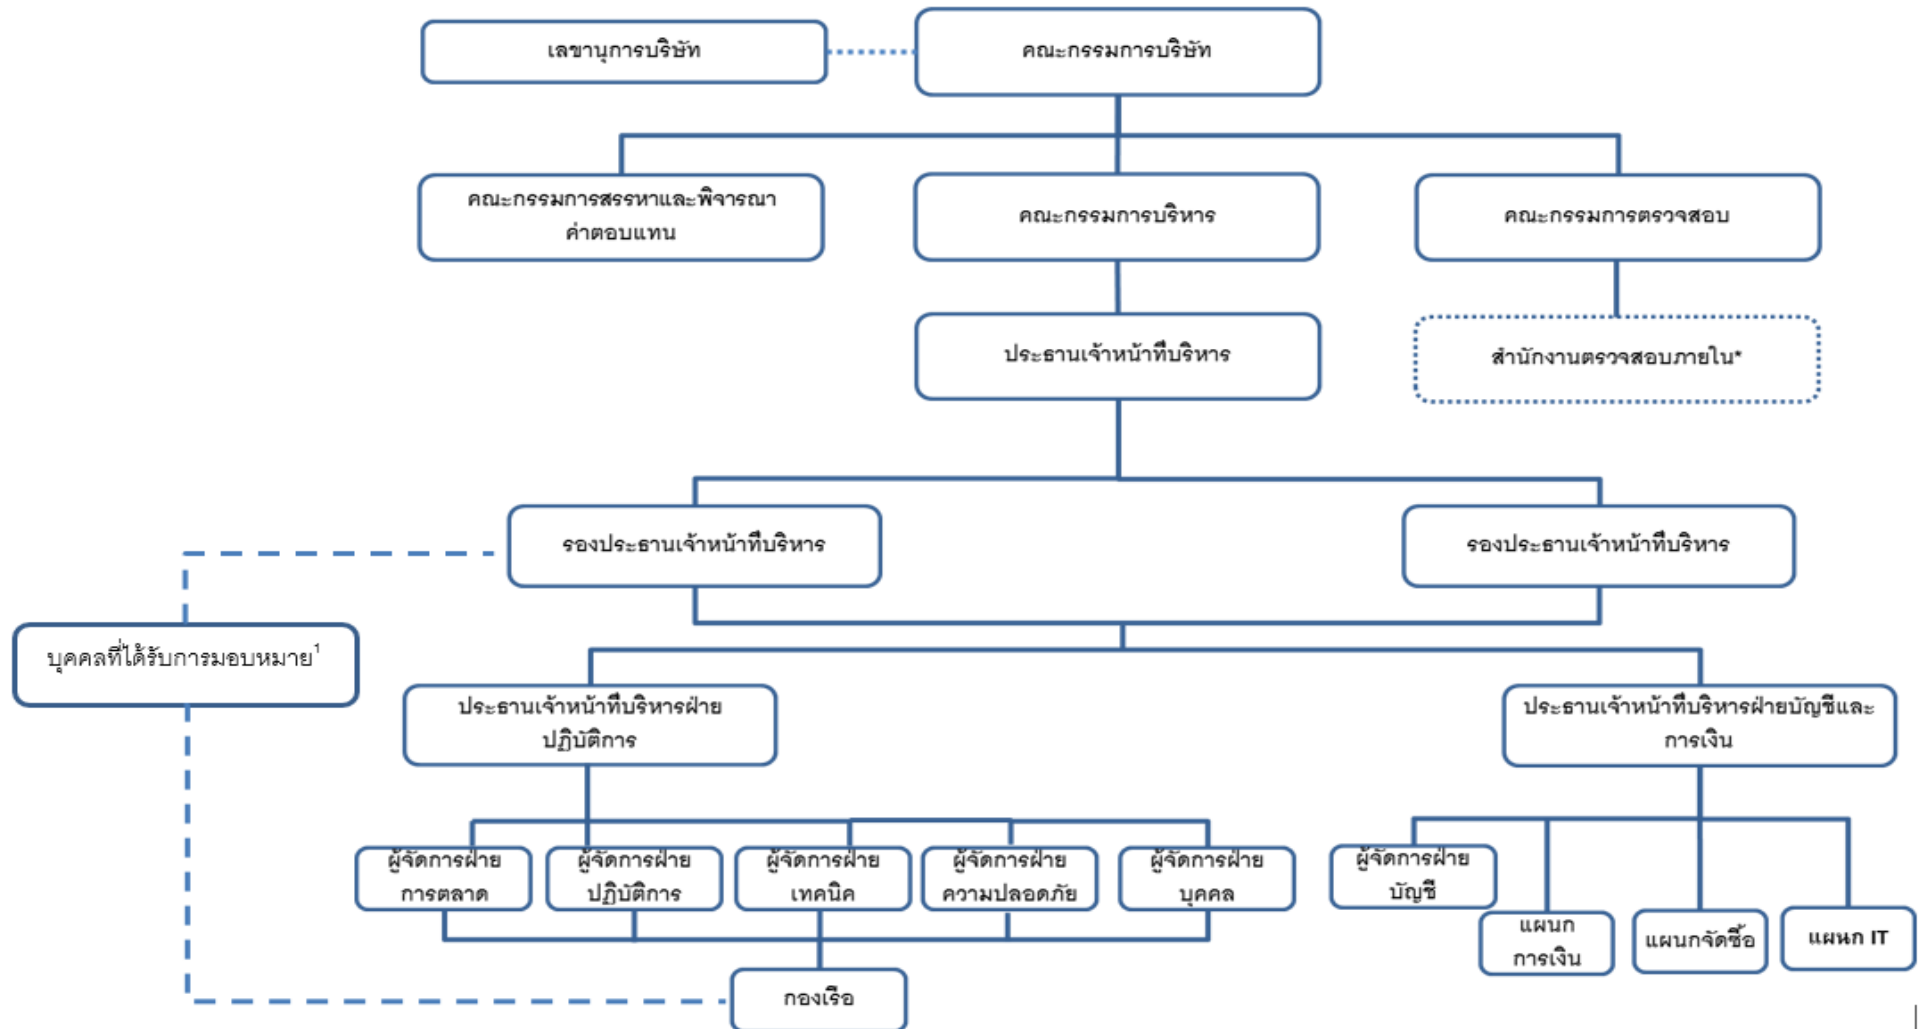 เลขานุการบริษัท
คณะกรรมการบริษัท
คณะกรรมการสรรหาและพิจารณา
ค่าตอบแทน
คณะกรรมการบริหาร
คณะกรรมการตรวจสอบ
ประธานเจ้าหน้าที่บริหาร
สำนักงานตรวจสอบภายใน*
รองประธานเจ้าหน้าที่บริหาร
รองประธานเจ้าหน้าที่บริหาร
บุคคลที่ได้รับการมอบหมาย¹
ประธานเจ้าหน้าที่บริหารฝ่าย
ปฏิบัติการ
ประธานเจ้าหน้าที่บริหารฝ่ายบัญชีและ
การเงิน
ผู้จัดการฝ่าย
การตลาด
ผู้จัดการฝ่าย
ปฏิบัติการ
ผู้จัดการฝ่าย
เทคนิค
ผู้จัดการฝ่าย
ความปลอดภัย
ผู้จัดการฝ่าย
บุคคล
ผู้จัดการฝ่าย
บัญชี
แผนก
การเงิน
แผนกจัดซื้อ
แผนก IT
กองเรือ